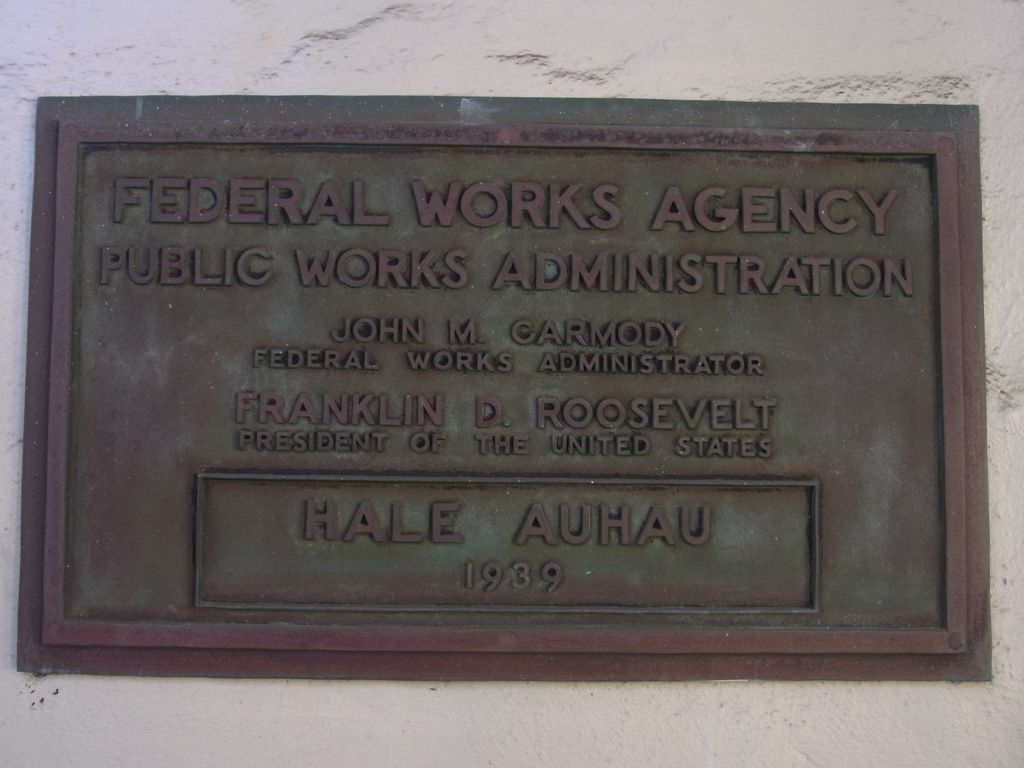 FEDERAL WORKS AGENCY
PUBLIC WORKS ADMINISTRATION
JOHN M. CARMODY
FEDERAL WORKS ADMINISTRATOR
FRANKLIN D. ROOSEVELT
PRESIDENT OF THE UNITED STATES
HALE AUHAU
1939